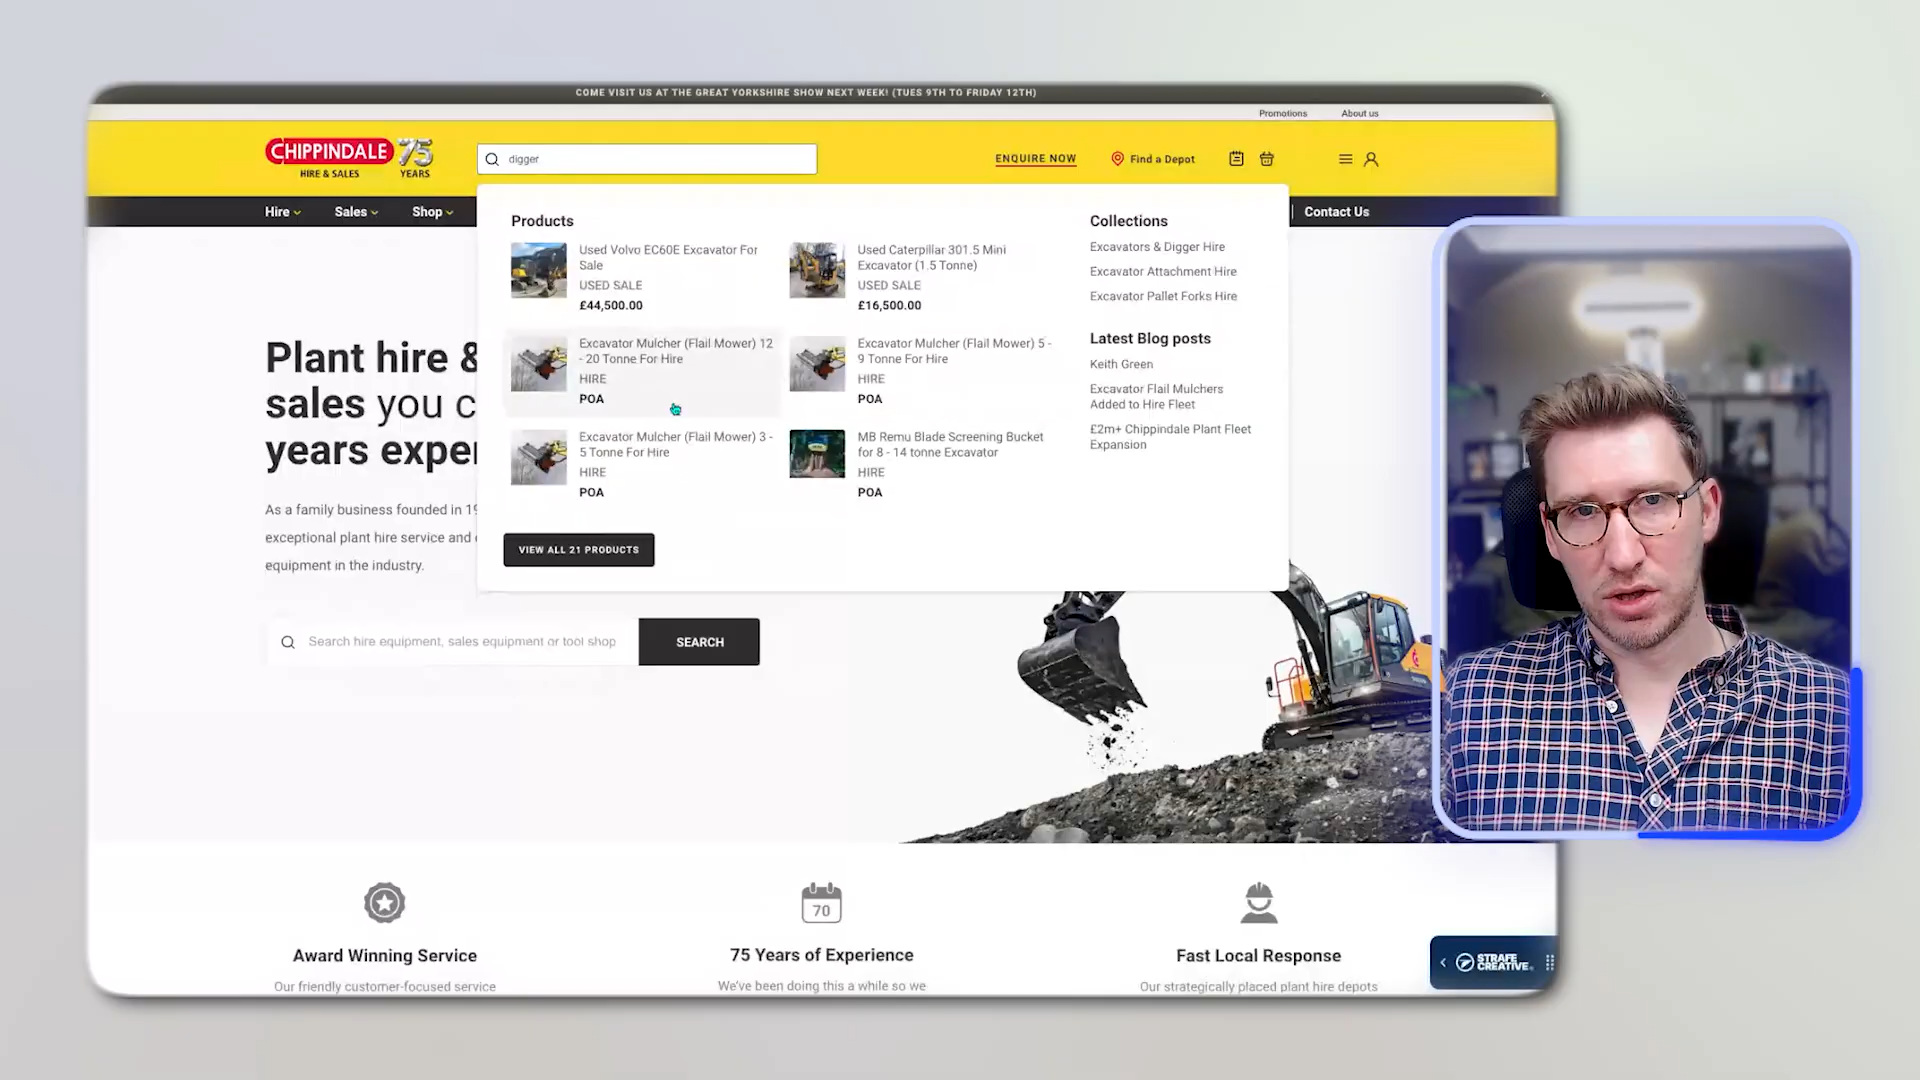 COME VISIT US AT THE GREAT YORKSHIRE SHOW NEXT WEEK! (TUES 9TH TO FRIDAY 12TH)
Promotions
About us
CHIPPINDALE
HIRE & SALES
75
YEARS
digger
ENQUIRE NOW
Find a Depot
Hire
Sales
Shop
Contact Us
Products
Used Volvo EC60E Excavator For
Sale
USED SALE
£44,500.00
Used Caterpillar 301.5 Mini
Excavator (1.5 Tonne)
USED SALE
£16,500.00
Excavator Mulcher (Flail Mower) 12
- 20 Tonne For Hire
HIRE
POA
Excavator Mulcher (Flail Mower) 5 -
9 Tonne For Hire
HIRE
POA
Excavator Mulcher (Flail Mower) 3 -
5 Tonne For Hire
HIRE
POA
MB Remu Blade Screening Bucket
for 8 - 14 tonne Excavator
HIRE
POA
VIEW ALL 21 PRODUCTS
Collections
Excavators & Digger Hire
Excavator Attachment Hire
Excavator Pallet Forks Hire
Latest Blog posts
Keith Green
Excavator Flail Mulchers
Added to Hire Fleet
£2m+ Chippindale Plant Fleet
Expansion
Plant hire &
sales you c
years expe
As a family business founded in 19
exceptional plant hire service and
equipment in the industry.
Search hire equipment, sales equipment or tool shop
SEARCH
Award Winning Service
Our friendly customer-focused service
70
75 Years of Experience
We've been doing this a while so we
Fast Local Response
Our strategically placed plant hire depots
STRAFE
CREATIVE